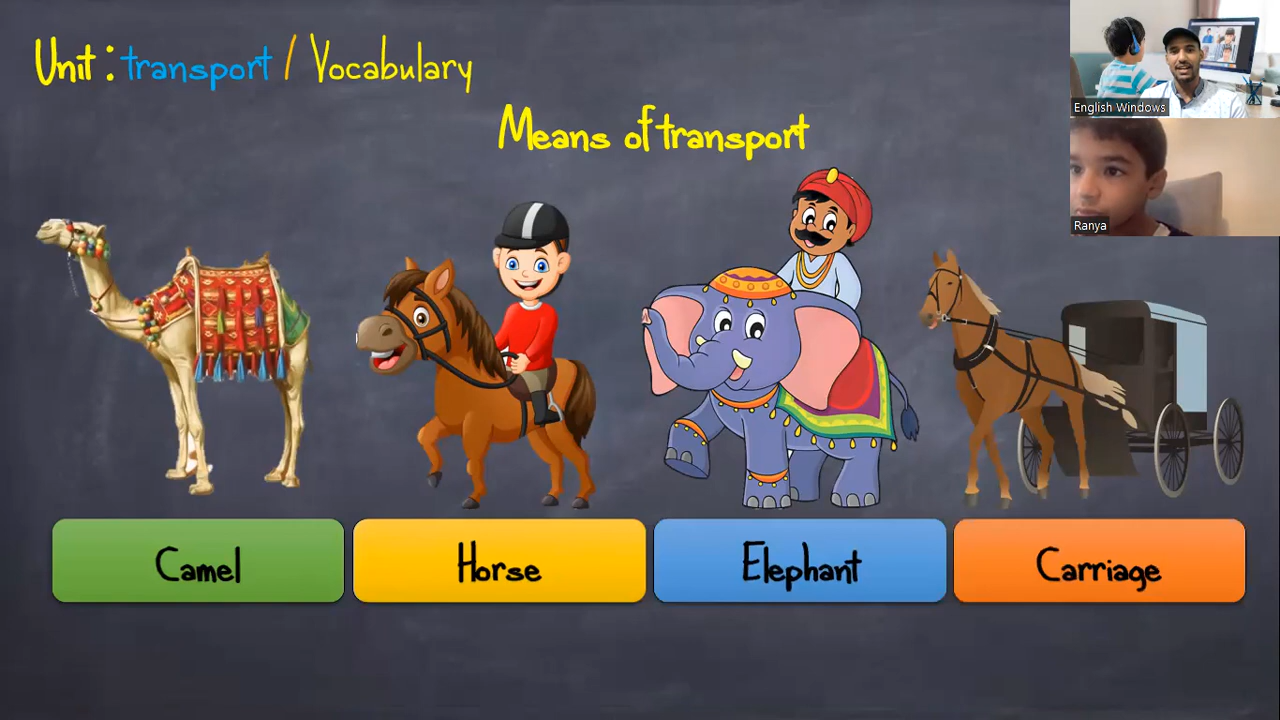 Unit : transport / Vocabulary
Means of transport
English Windows
Ranya
Camel
Horse
Elephant
Carriage